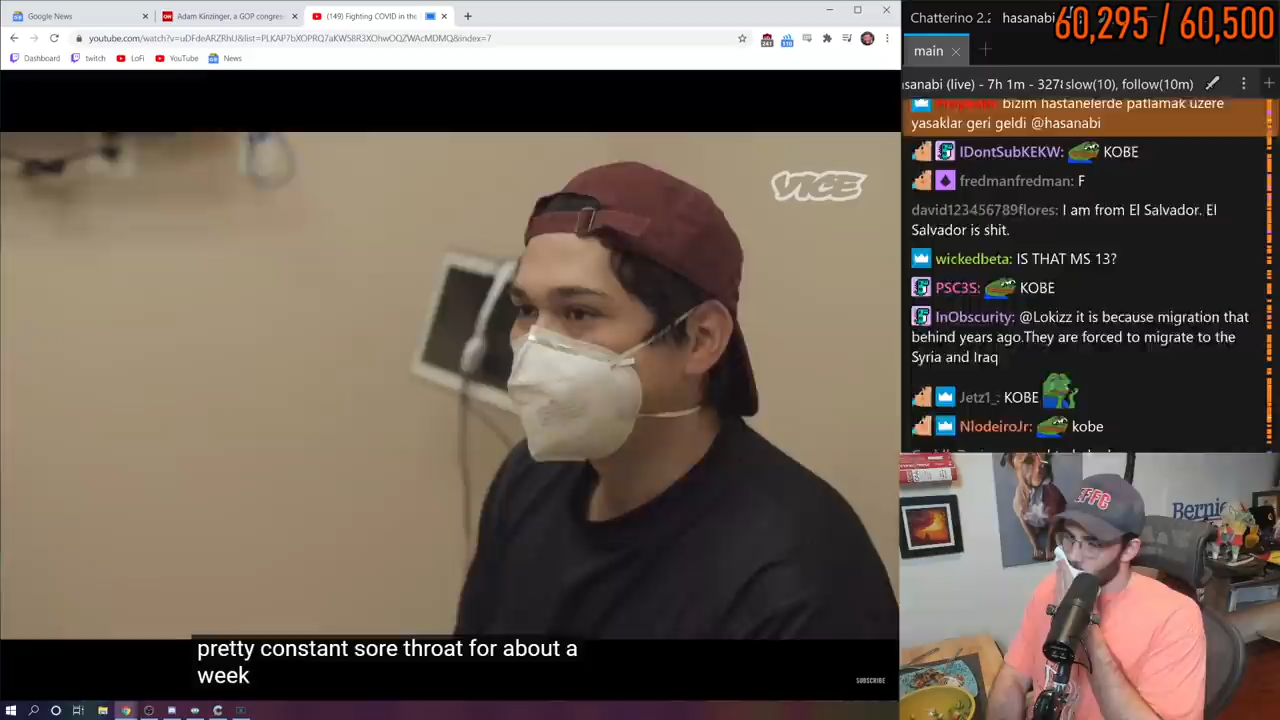 Google News
Adam Kinzinger, a GOP congres
(149) Fighting COVID in the
youtube.com/watch?v=uDFdeARZRhU&list=PLKAP7bXOPRQ7aKW58R3XOhwOQZWAcMDMQ&index=7
Dashboard
twitch
LoFi
YouTube
News
VICE
pretty constant sore throat for about a
week
SUBSCRIBE
Chatterino 2.
hasanabi
60,295 / 60,500
main
asanabi (live) - 7h 1m - 327
slow(10), follow(10m)
bizim hastanelerde patlamak uzere
yasaklar geri geldi @hasanabi
IDontSubKEKW: KOBE
fredmanfredman: F
david123456789flores: I am from El Salvador. El
Salvador is shit.
wickedbeta: IS THAT MS 13?
PSC3S: KOBE
InObscurity: @Lokizz it is because migration that
behind years ago.They are forced to migrate to the
Syria and Iraq
Jetz1_: KOBE
NlodeiroJr: kobe
Bernie